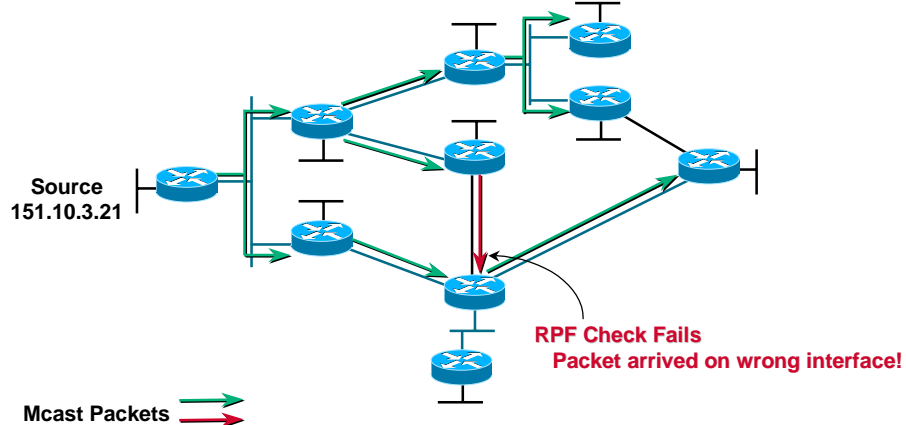 Source
151.10.3.21
RPF Check Fails
Packet arrived on wrong interface!
Mcast Packets